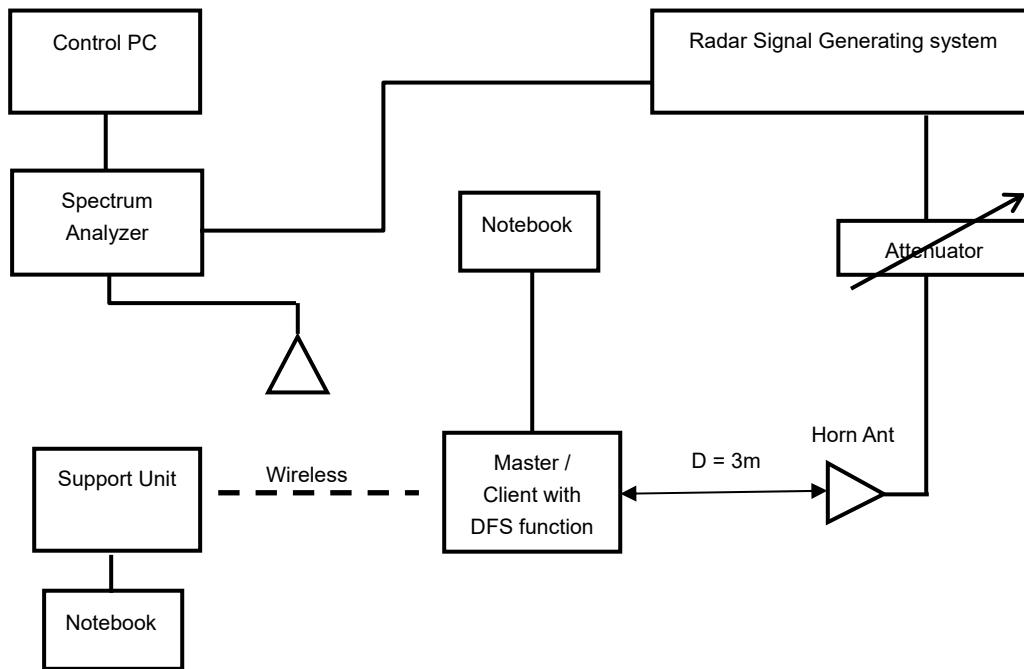 Control PC
Radar Signal Generating system
Spectrum
Analyzer
Notebook
Attenuator
Horn Ant
D = 3m
Support Unit
Wireless
Master /
Client with
DFS function
Notebook